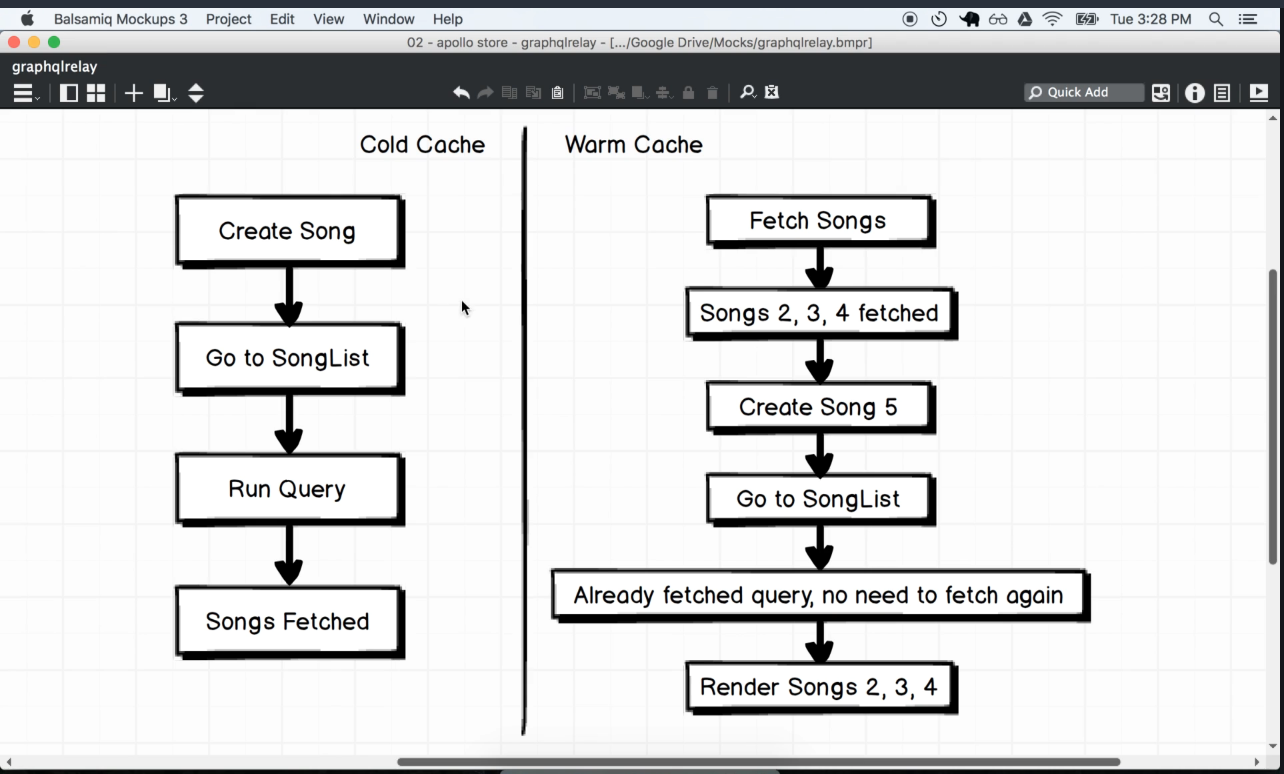 Balsamiq Mockups 3 Project Edit View Window Help Tue 3:28 PM
02 - apollo store - graphqlrelay - [.../Google Drive/Mocks/graphqlrelay.bmpr]
graphqlrelay
Quick Add
Cold Cache
Create Song
Go to SongList
Run Query
Songs Fetched
Warm Cache
Fetch Songs
Songs 2, 3, 4 fetched
Create Song 5
Go to SongList
Already fetched query, no need to fetch again
Render Songs 2, 3, 4